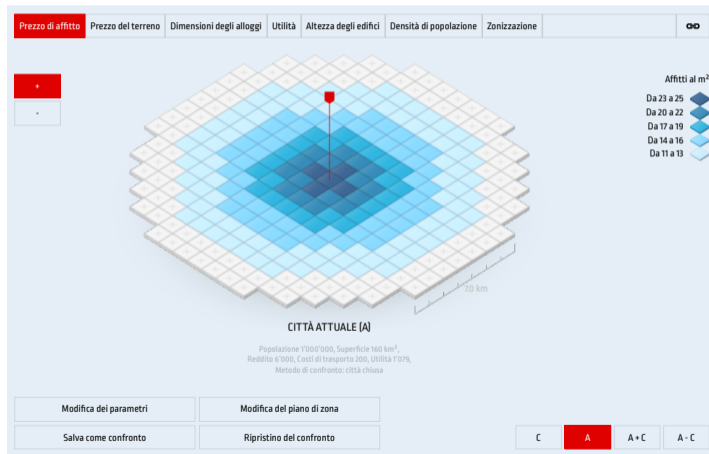 Prezzo di affitto Prezzo del terreno Dimensioni degli alloggi Utilità Altezza degli edifici Densità di popolazione Zonizzazione
+
-
Affitti al m²
Da 23 a 25
Da 20 a 22
Da 17 a 19
Da 14 a 16
Da 11 a 13
20 km
CITTÀ ATTUALE (A)
Popolazione 1'000'000, Superficie 160 km²,
Reddito 6'000, Costi di trasporto 200, Utilità 1'079,
Metodo di confronto: città chiusa
Modifica dei parametri Modifica del piano di zona
Salva come confronto Ripristino del confronto C A A + C A - C